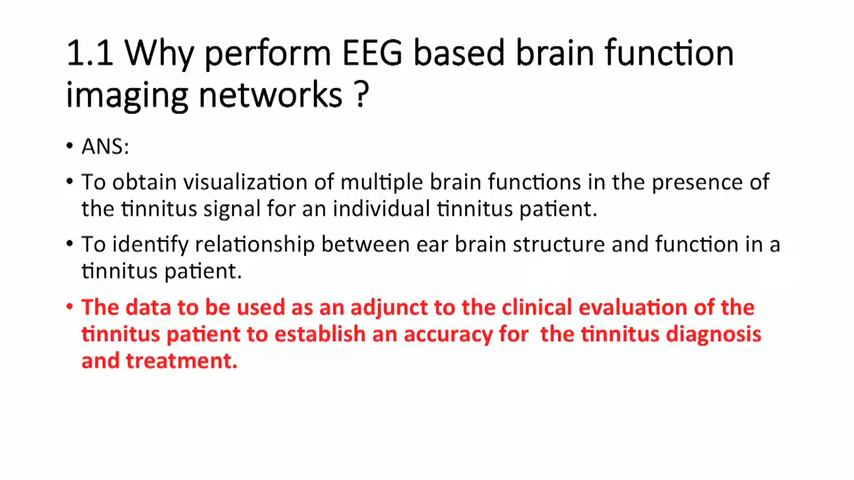 1.1 Why perform EEG based brain function
imaging networks ?
• ANS:
• To obtain visualization of multiple brain functions in the presence of
the tinnitus signal for an individual tinnitus patient.
• To identify relationship between ear brain structure and function in a
tinnitus patient.
• The data to be used as an adjunct to the clinical evaluation of the
tinnitus patient to establish an accuracy for  the tinnitus diagnosis
and treatment.